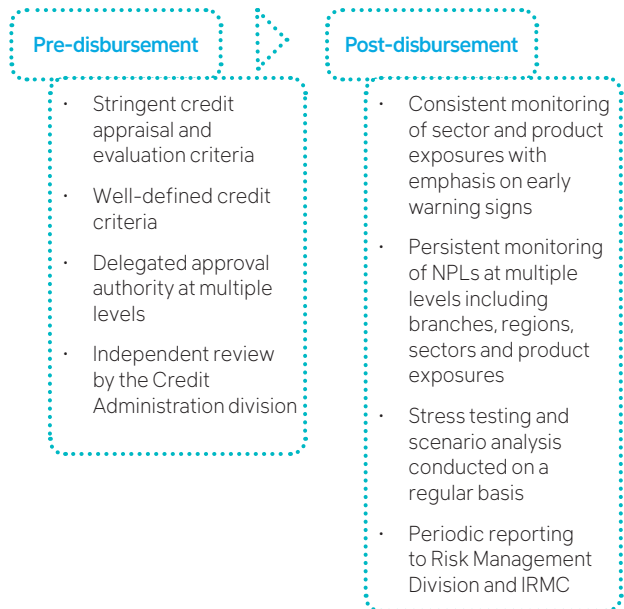 Pre-disbursement
· Stringent credit
appraisal and
evaluation criteria
· Well-defined credit
criteria
· Delegated approval
authority at multiple
levels
· Independent review
by the Credit
Administration division
Post-disbursement
· Consistent monitoring
of sector and product
exposures with
emphasis on early
warning signs
· Persistent monitoring
of NPLs at multiple
levels including
branches, regions,
sectors and product
exposures
· Stress testing and
scenario analysis
conducted on a
regular basis
· Periodic reporting
to Risk Management
Division and IRMC